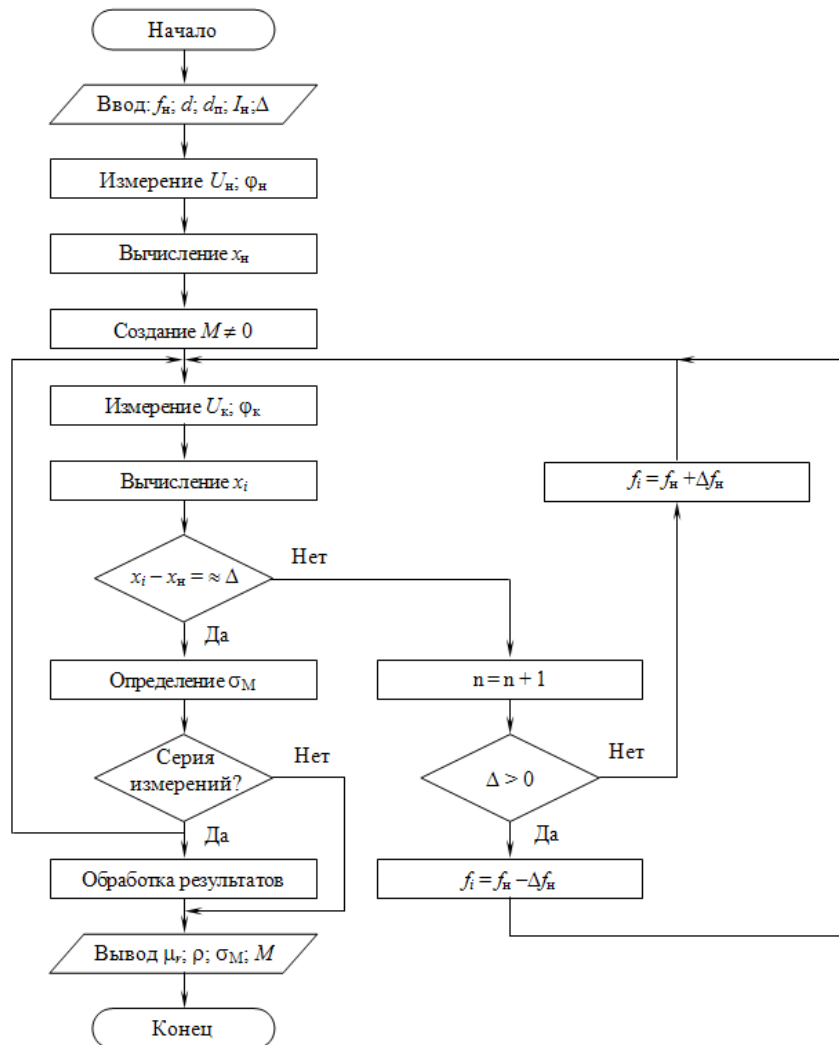 Начало
Ввод: fн; d; dп; Iн;Δ
Измерение Uн; φн
Вычисление xн
Создание M ≠ 0
Измерение Uк; φк
Вычисление xi
fi = fн +Δfн
xi – xн = ≈ Δ
Нет
Да
Определение σM
n = n + 1
Серия
измерений?
Нет
Δ > 0
Нет
Да
Да
Обработка результатов
fi = fн –Δfн
Вывод μr; ρ; σM; M
Конец